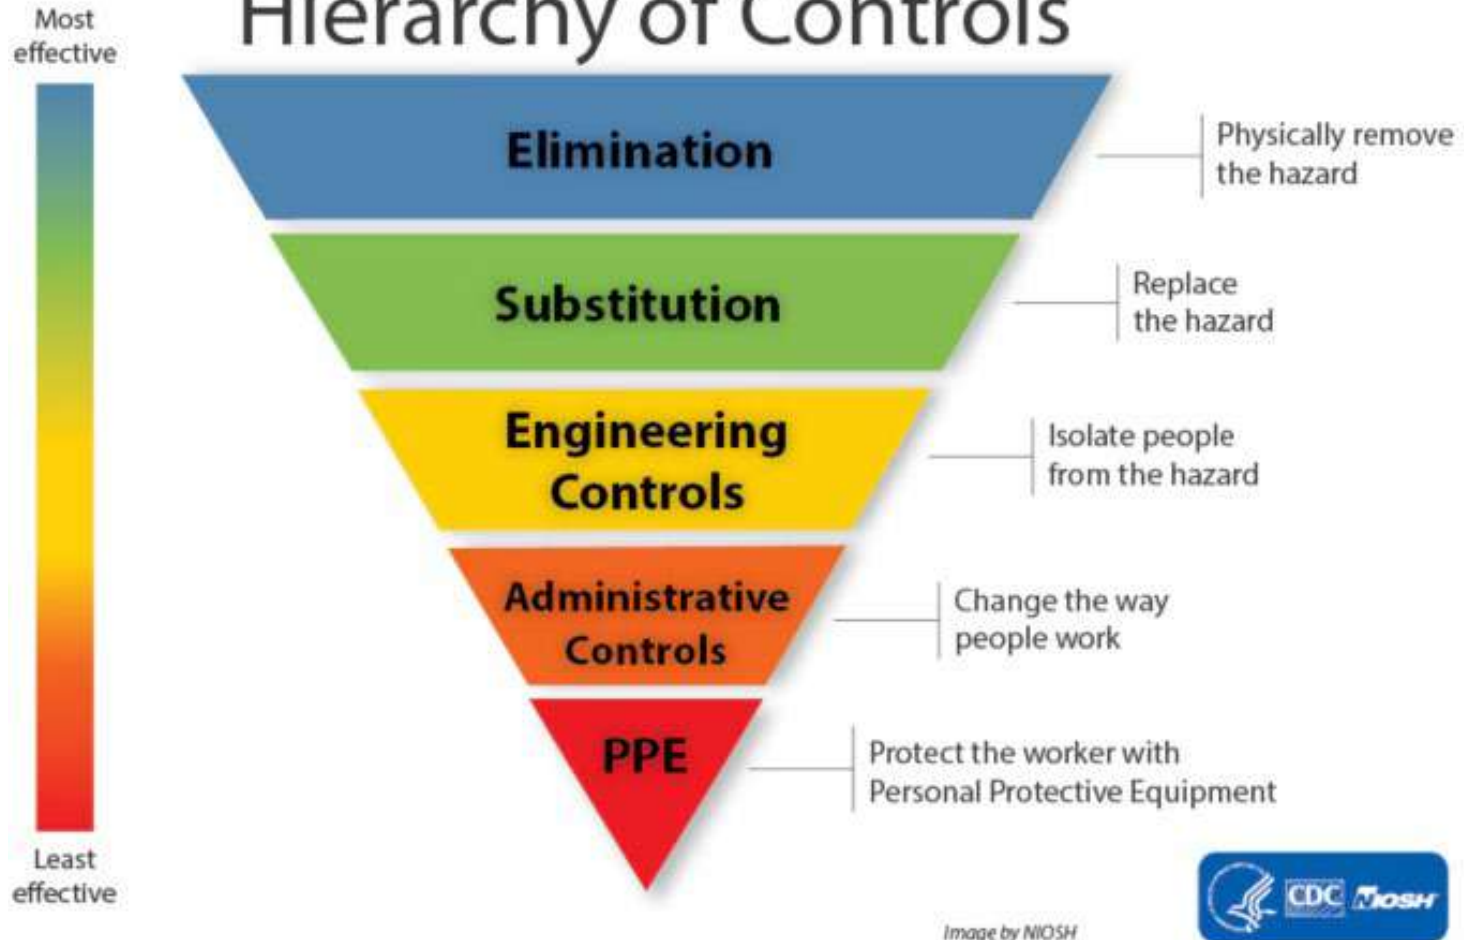 Hierarchy of Controls
Most
effective
Elimination
Physically remove
the hazard
Substitution
Replace
the hazard
Engineering
Controls
Isolate people
from the hazard
Administrative
Controls
Change the way
people work
PPE
Protect the worker with
Personal Protective Equipment
Least
effective
CDC NIOSH
Image by NIOSH